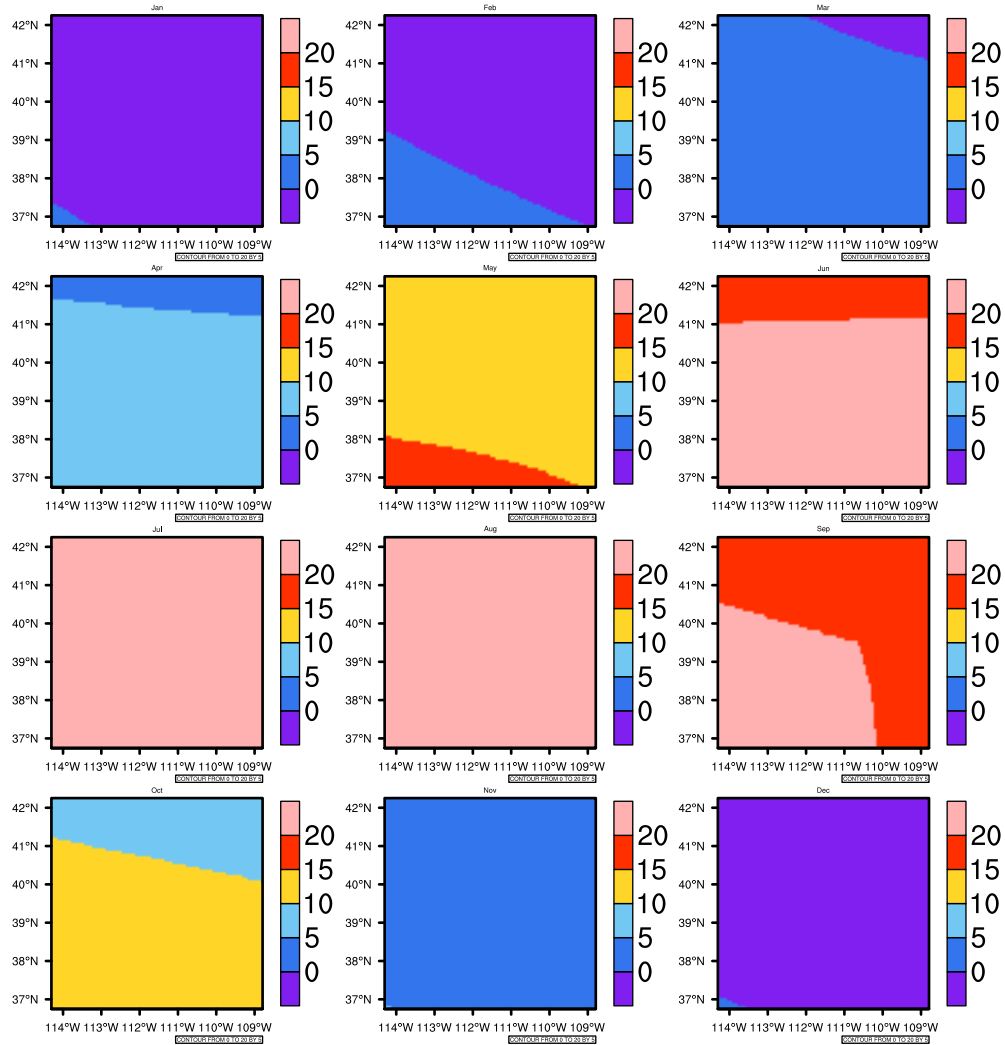 Jan Feb Mar
42°N 20 42°N 20 42°N 20
41°N 15 41°N 15 41°N 15
40°N 10 40°N 10 40°N 10
39°N 5 39°N 5 39°N 5
38°N 0 38°N 0 38°N 0
37°N 37°N 37°N
114°W 113°W 112°W 111°W 110°W 109°W 114°W 113°W 112°W 111°W 110°W 109°W 114°W 113°W 112°W 111°W 110°W 109°W
CONTOUR FROM 0 TO 20 BY 5 CONTOUR FROM 0 TO 20 BY 5 CONTOUR FROM 0 TO 20 BY 5
Apr May Jun
42°N 20 42°N 20 42°N 20
41°N 15 41°N 15 41°N 15
40°N 10 40°N 10 40°N 10
39°N 5 39°N 5 39°N 5
38°N 0 38°N 0 38°N 0
37°N 37°N 37°N
114°W 113°W 112°W 111°W 110°W 109°W 114°W 113°W 112°W 111°W 110°W 109°W 114°W 113°W 112°W 111°W 110°W 109°W
CONTOUR FROM 0 TO 20 BY 5 CONTOUR FROM 0 TO 20 BY 5 CONTOUR FROM 0 TO 20 BY 5
Jul Aug Sep
42°N 20 42°N 20 42°N 20
41°N 15 41°N 15 41°N 15
40°N 10 40°N 10 40°N 10
39°N 5 39°N 5 39°N 5
38°N 0 38°N 0 38°N 0
37°N 37°N 37°N
114°W 113°W 112°W 111°W 110°W 109°W 114°W 113°W 112°W 111°W 110°W 109°W 114°W 113°W 112°W 111°W 110°W 109°W
CONTOUR FROM 0 TO 20 BY 5 CONTOUR FROM 0 TO 20 BY 5 CONTOUR FROM 0 TO 20 BY 5
Oct Nov Dec
42°N 20 42°N 20 42°N 20
41°N 15 41°N 15 41°N 15
40°N 10 40°N 10 40°N 10
39°N 5 39°N 5 39°N 5
38°N 0 38°N 0 38°N 0
37°N 37°N 37°N
114°W 113°W 112°W 111°W 110°W 109°W 114°W 113°W 112°W 111°W 110°W 109°W 114°W 113°W 112°W 111°W 110°W 109°W
CONTOUR FROM 0 TO 20 BY 5 CONTOUR FROM 0 TO 20 BY 5 CONTOUR FROM 0 TO 20 BY 5